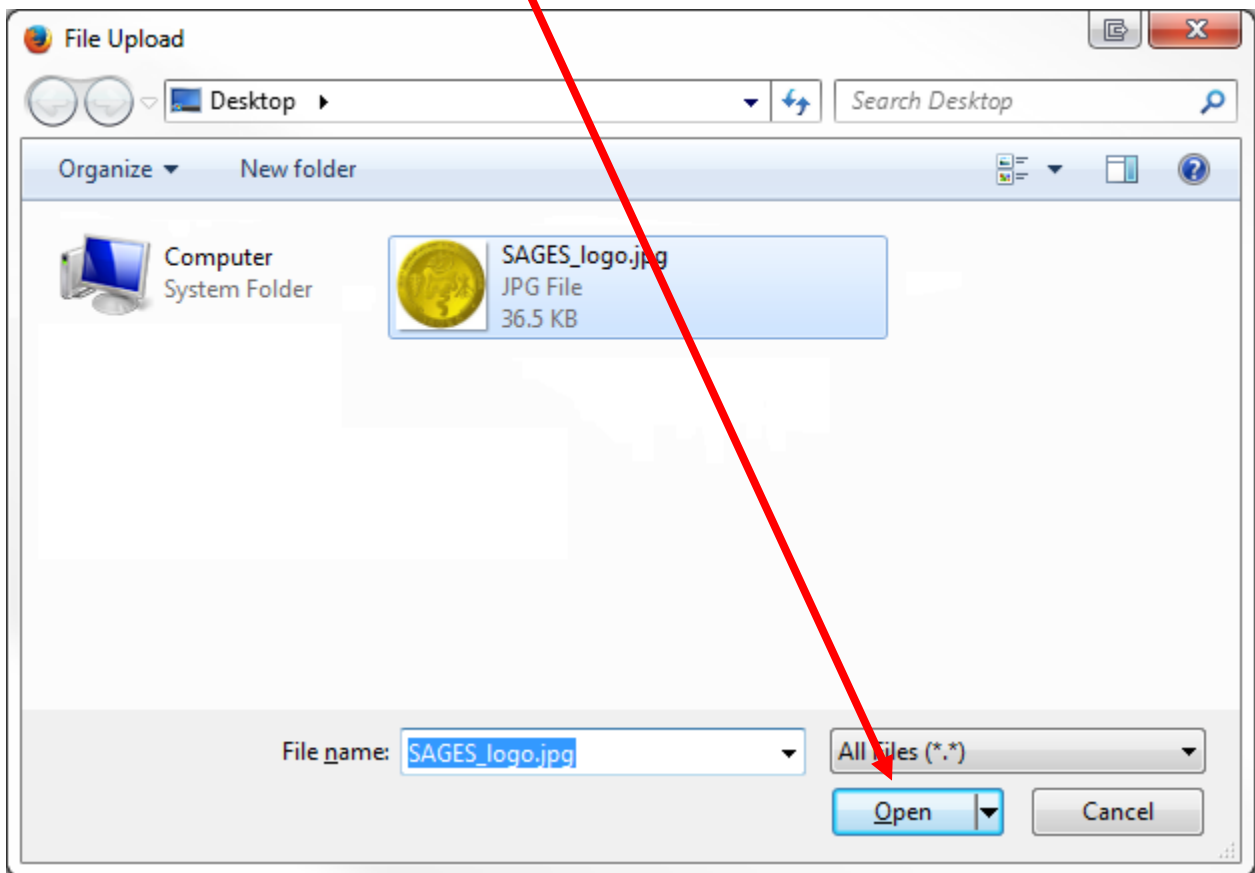 File Upload
Desktop
Search Desktop
Organize
New folder
Computer
System Folder
SAGES_logo.jpg
JPG File
36.5 KB
File name: SAGES_logo.jpg
All Files (*.*)
Open
Cancel